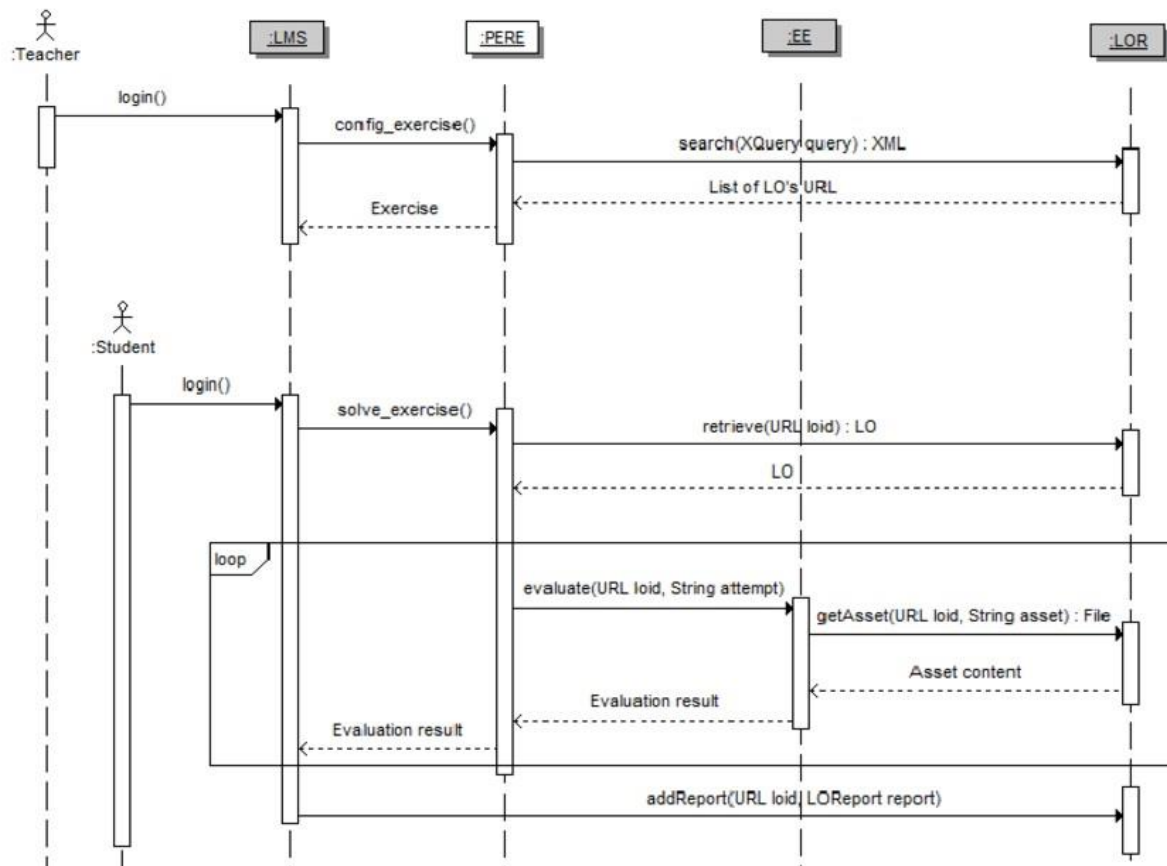 :Teacher
:LMS
:PERE
:EE
:LOR
login()
config_exercise()
search(XQuery query) : XML
List of LO's URL
Exercise
:Student
login()
solve_exercise()
retrieve(URL loid) : LO
LO
loop
evaluate(URL loid, String attempt)
getAsset(URL loid, String asset) : File
Asset content
Evaluation result
Evaluation result
addReport(URL loid, LOReport report)